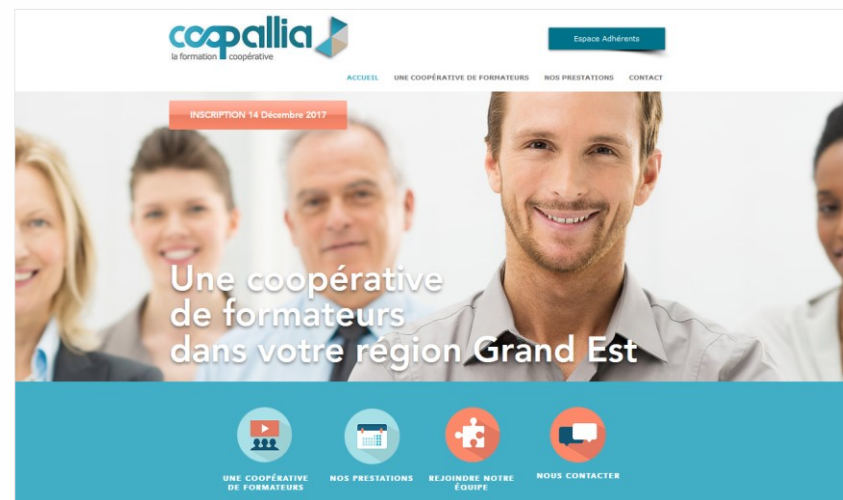 coopallia
la formation coopérative
Espace Adhérents
ACCUEIL UNE COOPÉRATIVE DE FORMATEURS NOS PRESTATIONS CONTACT
INSCRIPTION 14 Décembre 2017
Une coopérative
de formateurs
dans votre région Grand Est
UNE COOPÉRATIVE
DE FORMATEURS
NOS PRESTATIONS
REJOINDRE NOTRE
ÉQUIPE
NOUS CONTACTER